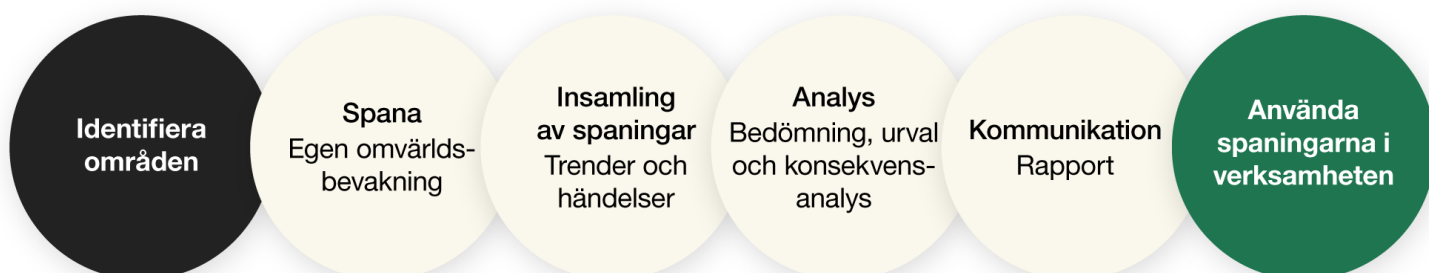 Identifiera
områden
Spana
Egen omvärlds-
bevakning
Insamling
av spaningar
Trender och
händelser
Analys
Bedömning, urval
och konsekvens-
analys
Kommunikation
Rapport
Använda
spaningarna i
verksamheten